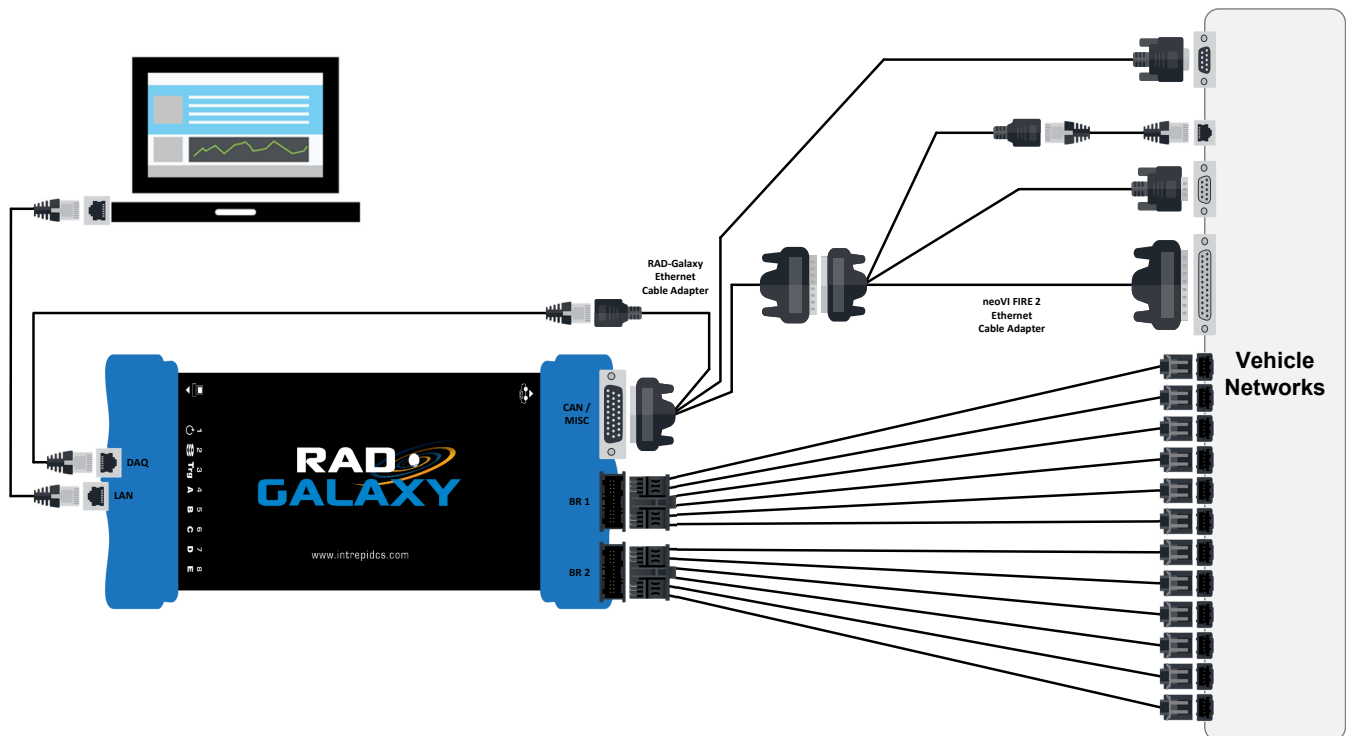 RAD-Galaxy
Ethernet
Cable Adapter
neoVI FIRE 2
Ethernet
Cable Adapter
Vehicle
Networks
CAN /
MISC
DAQ
LAN
BR 1
BR 2
RAD
GALAXY
www.intrepidcs.com
1
2
Trg 3
A 4
B 5
C 6
D 7
E 8